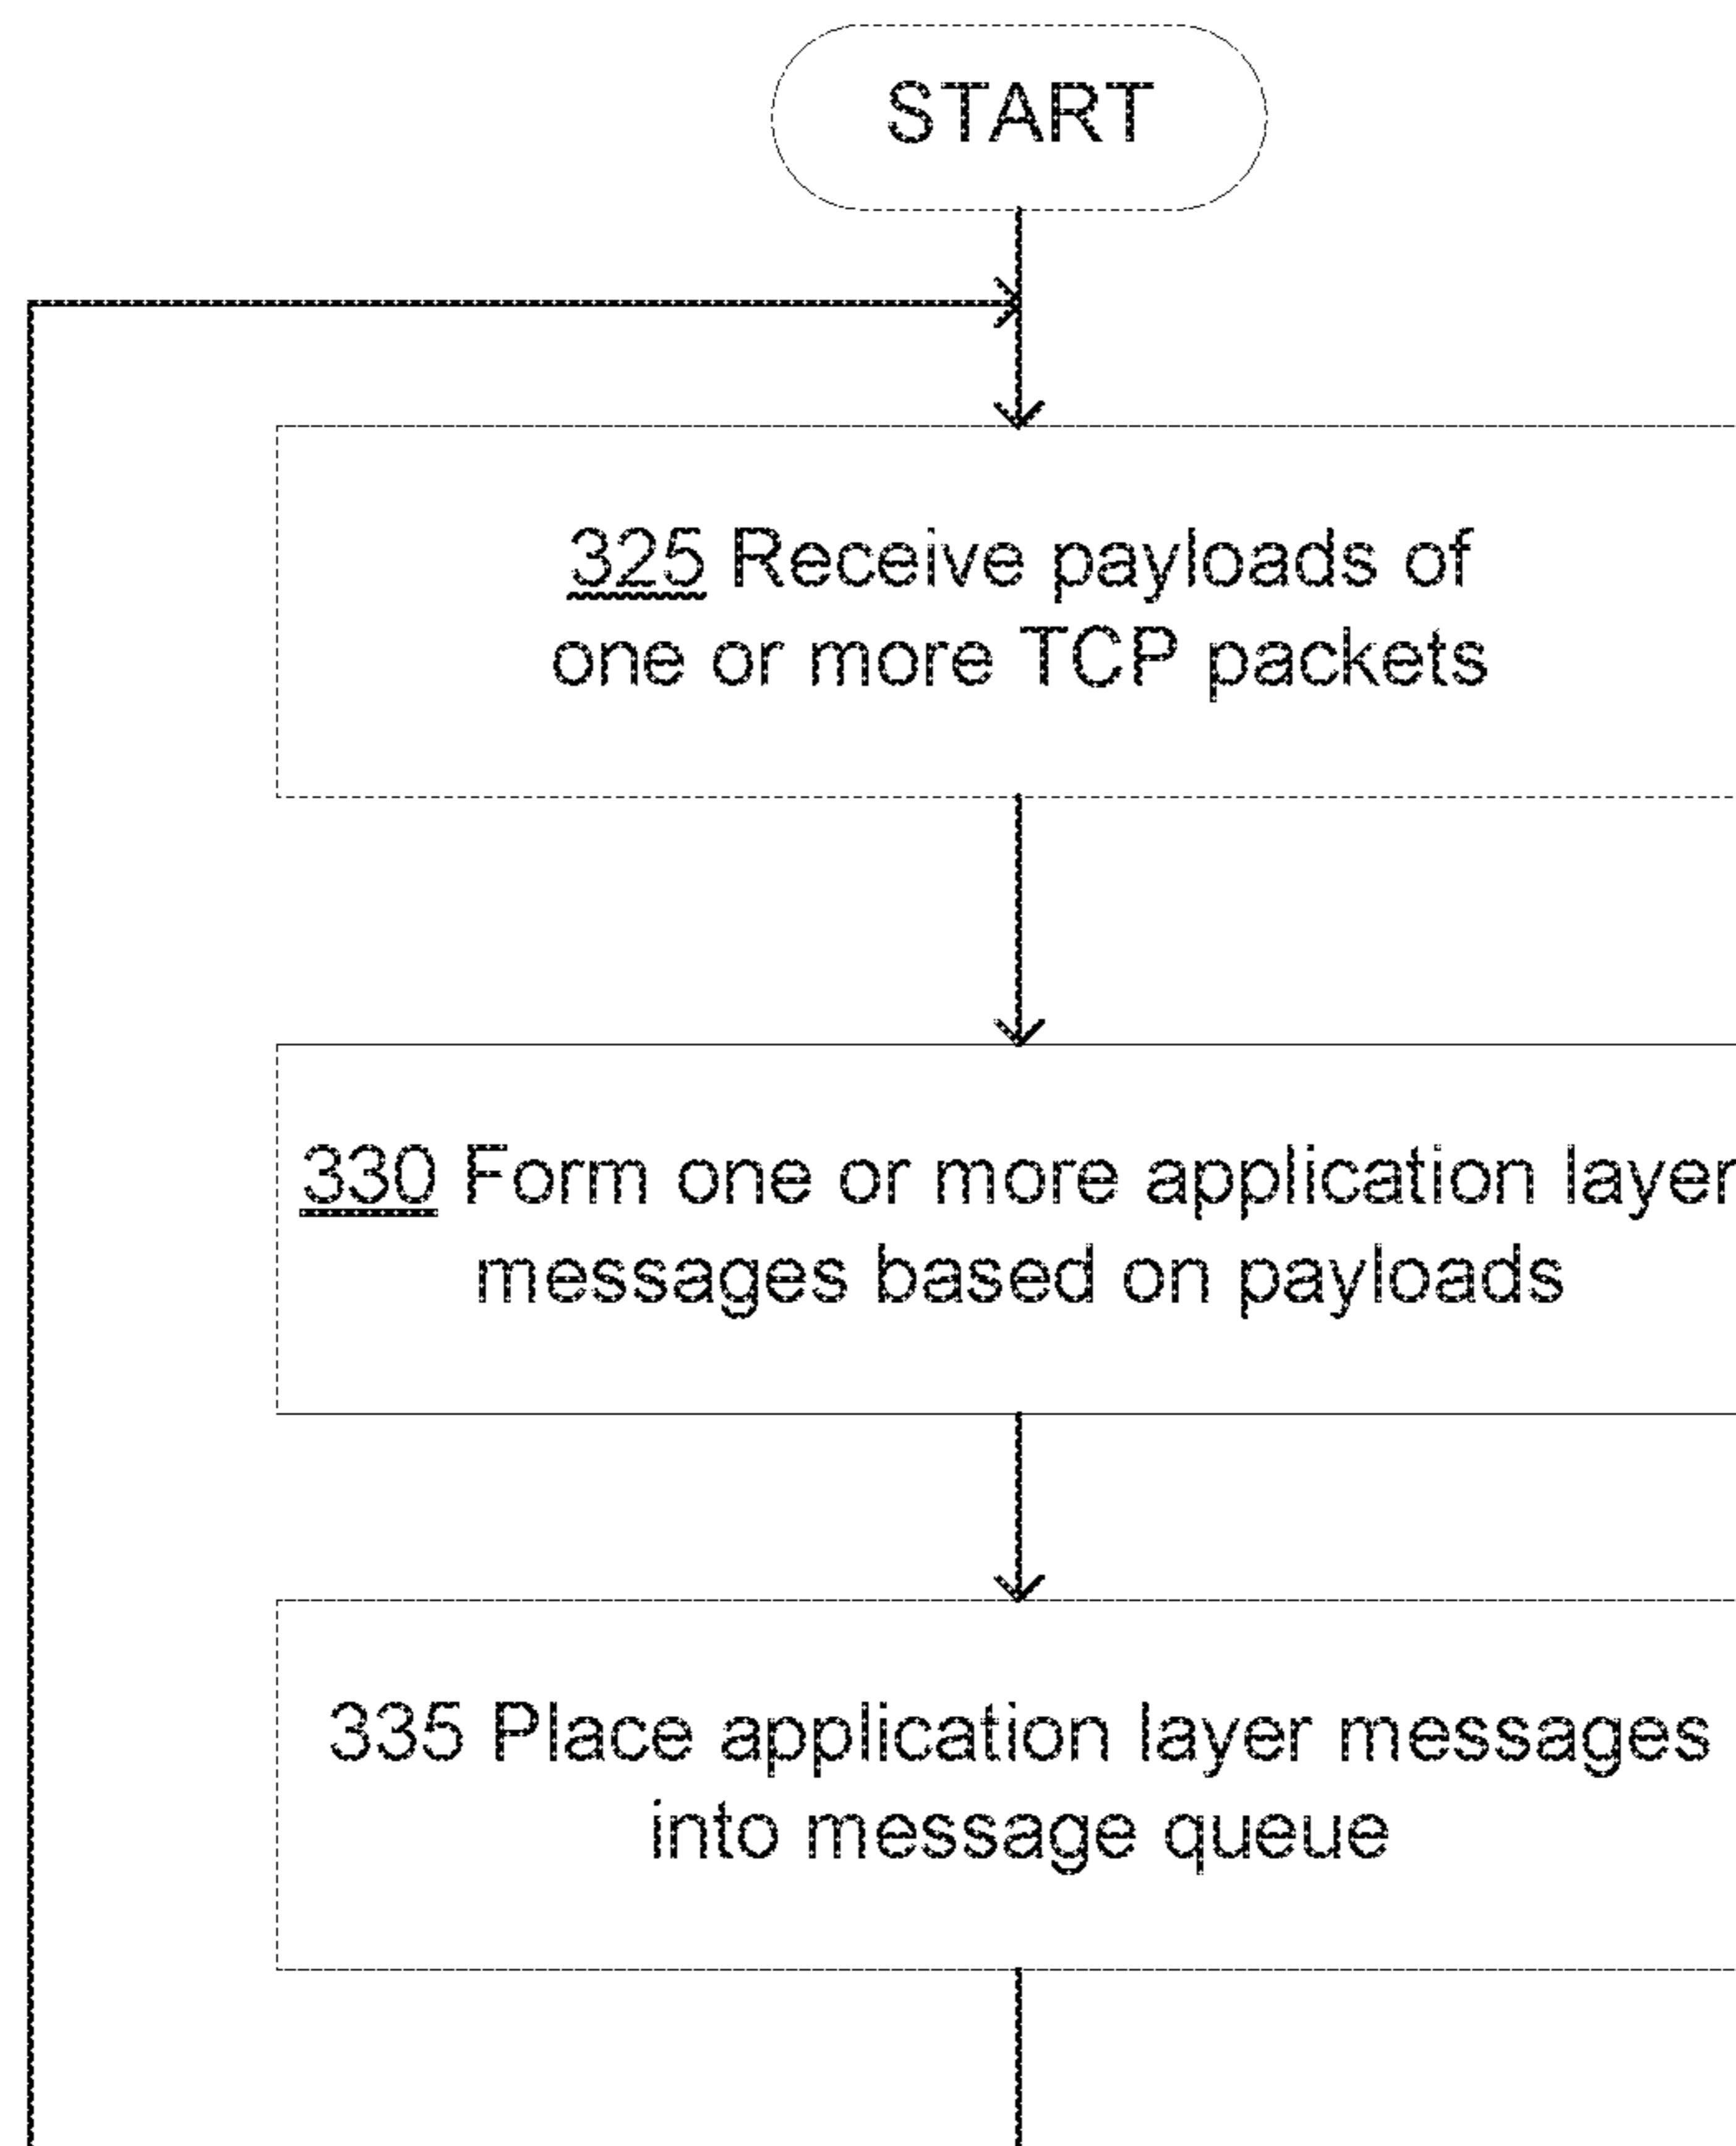 START
325 Receive payloads of
one or more TCP packets
330 Form one or more application layer
messages based on payloads
335 Place application layer messages
into message queue